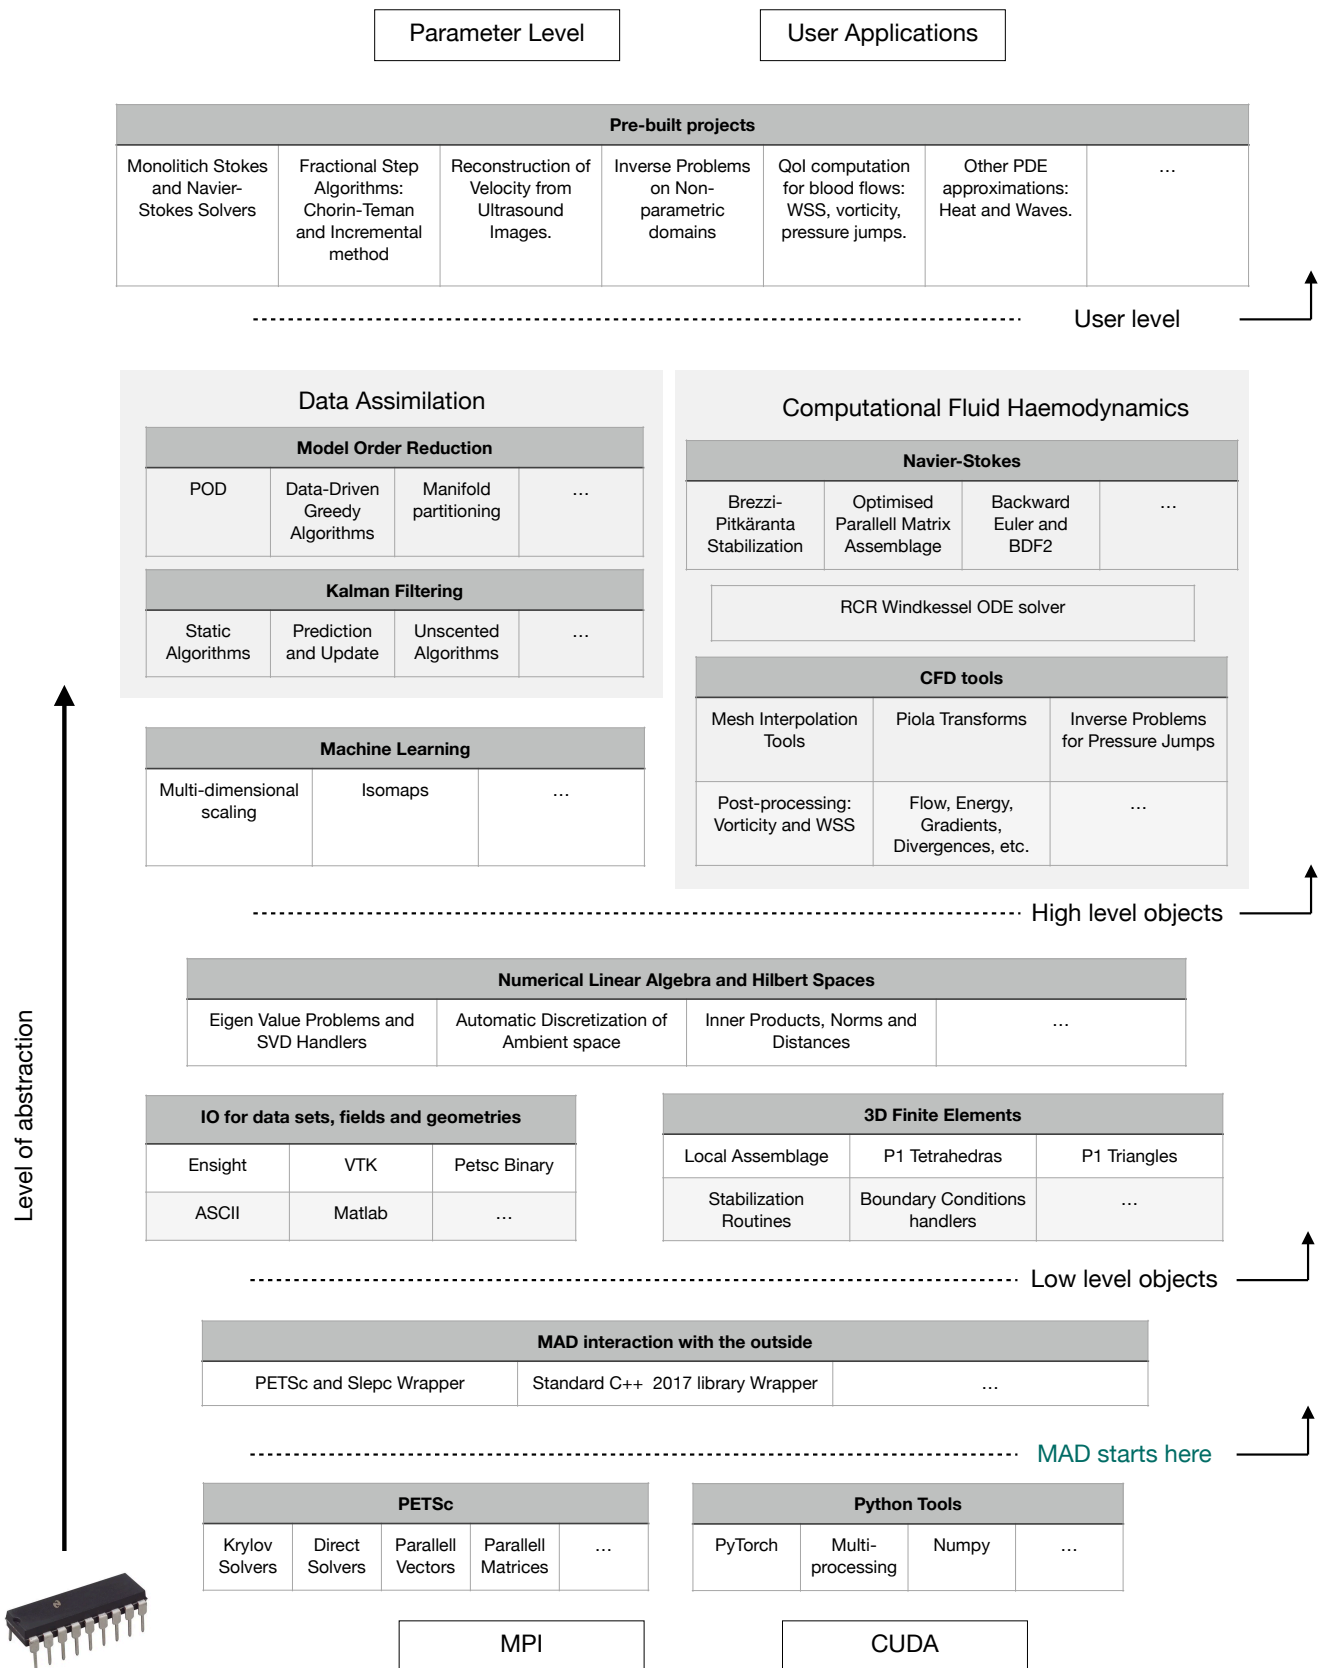 Parameter Level
User Applications
Pre-built projects
Monolitich Stokes
and Navier-
Stokes Solvers
Fractional Step
Algorithms:
Chorin-Teman
and Incremental
method
Reconstruction of
Velocity from
Ultrasound
Images.
Inverse Problems
on Non-
parametric
domains
QoI computation
for blood flows:
WSS, vorticity,
pressure jumps.
Other PDE
approximations:
Heat and Waves.
…
User level
Data Assimilation
Model Order Reduction
POD
Data-Driven
Greedy
Algorithms
Manifold
partitioning
…
Kalman Filtering
Static
Algorithms
Prediction
and Update
Unscented
Algorithms
…
Machine Learning
Multi-dimensional
scaling
Isomaps
…
Computational Fluid Haemodynamics
Navier-Stokes
Brezzi-
Pitkäranta
Stabilization
Optimised
Parallell Matrix
Assemblage
Backward
Euler and
BDF2
…
RCR Windkessel ODE solver
CFD tools
Mesh Interpolation
Tools
Piola Transforms
Inverse Problems
for Pressure Jumps
Post-processing:
Vorticity and WSS
Flow, Energy,
Gradients,
Divergences, etc.
…
High level objects
Level of abstraction
Numerical Linear Algebra and Hilbert Spaces
Eigen Value Problems and
SVD Handlers
Automatic Discretization of
Ambient space
Inner Products, Norms and
Distances
…
IO for data sets, fields and geometries
Ensight
VTK
Petsc Binary
ASCII
Matlab
…
3D Finite Elements
Local Assemblage
P1 Tetrahedras
P1 Triangles
Stabilization
Routines
Boundary Conditions
handlers
…
Low level objects
MAD interaction with the outside
PETSc and Slepc Wrapper
Standard C++ 2017 library Wrapper
…
MAD starts here
PETSc
Krylov
Solvers
Direct
Solvers
Parallell
Vectors
Parallell
Matrices
…
Python Tools
PyTorch
Multi-
processing
Numpy
…
MPI
CUDA